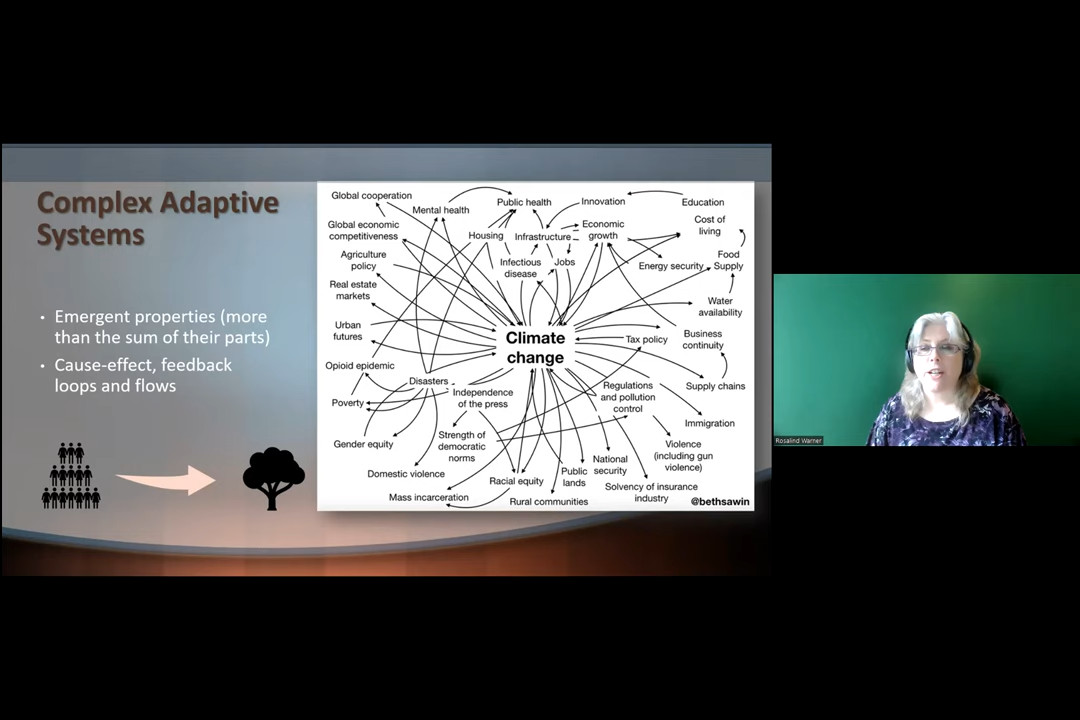 Complex Adaptive
Systems
• Emergent properties (more
than the sum of their parts)
• Cause-effect, feedback
loops and flows
Global cooperation
Mental health
Public health
Innovation
Education
Global economic
competitiveness
Housing
Infrastructure
Economic
growth
Cost of
living
Agriculture
policy
Infectious
disease
Jobs
Energy security
Food
Supply
Real estate
markets
Water
availability
Urban
futures
Climate
change
Tax policy
Business
continuity
Opioid epidemic
Disasters
Independence
of the press
Regulations
and pollution
control
Supply chains
Poverty
Immigration
Gender equity
Strength of
democratic
norms
Violence
(including gun
violence)
Domestic violence
Racial equity
Public
lands
National
security
Solvency of insurance
industry
Mass incarceration
Rural communities
@bethsawin
Rosalind Warner